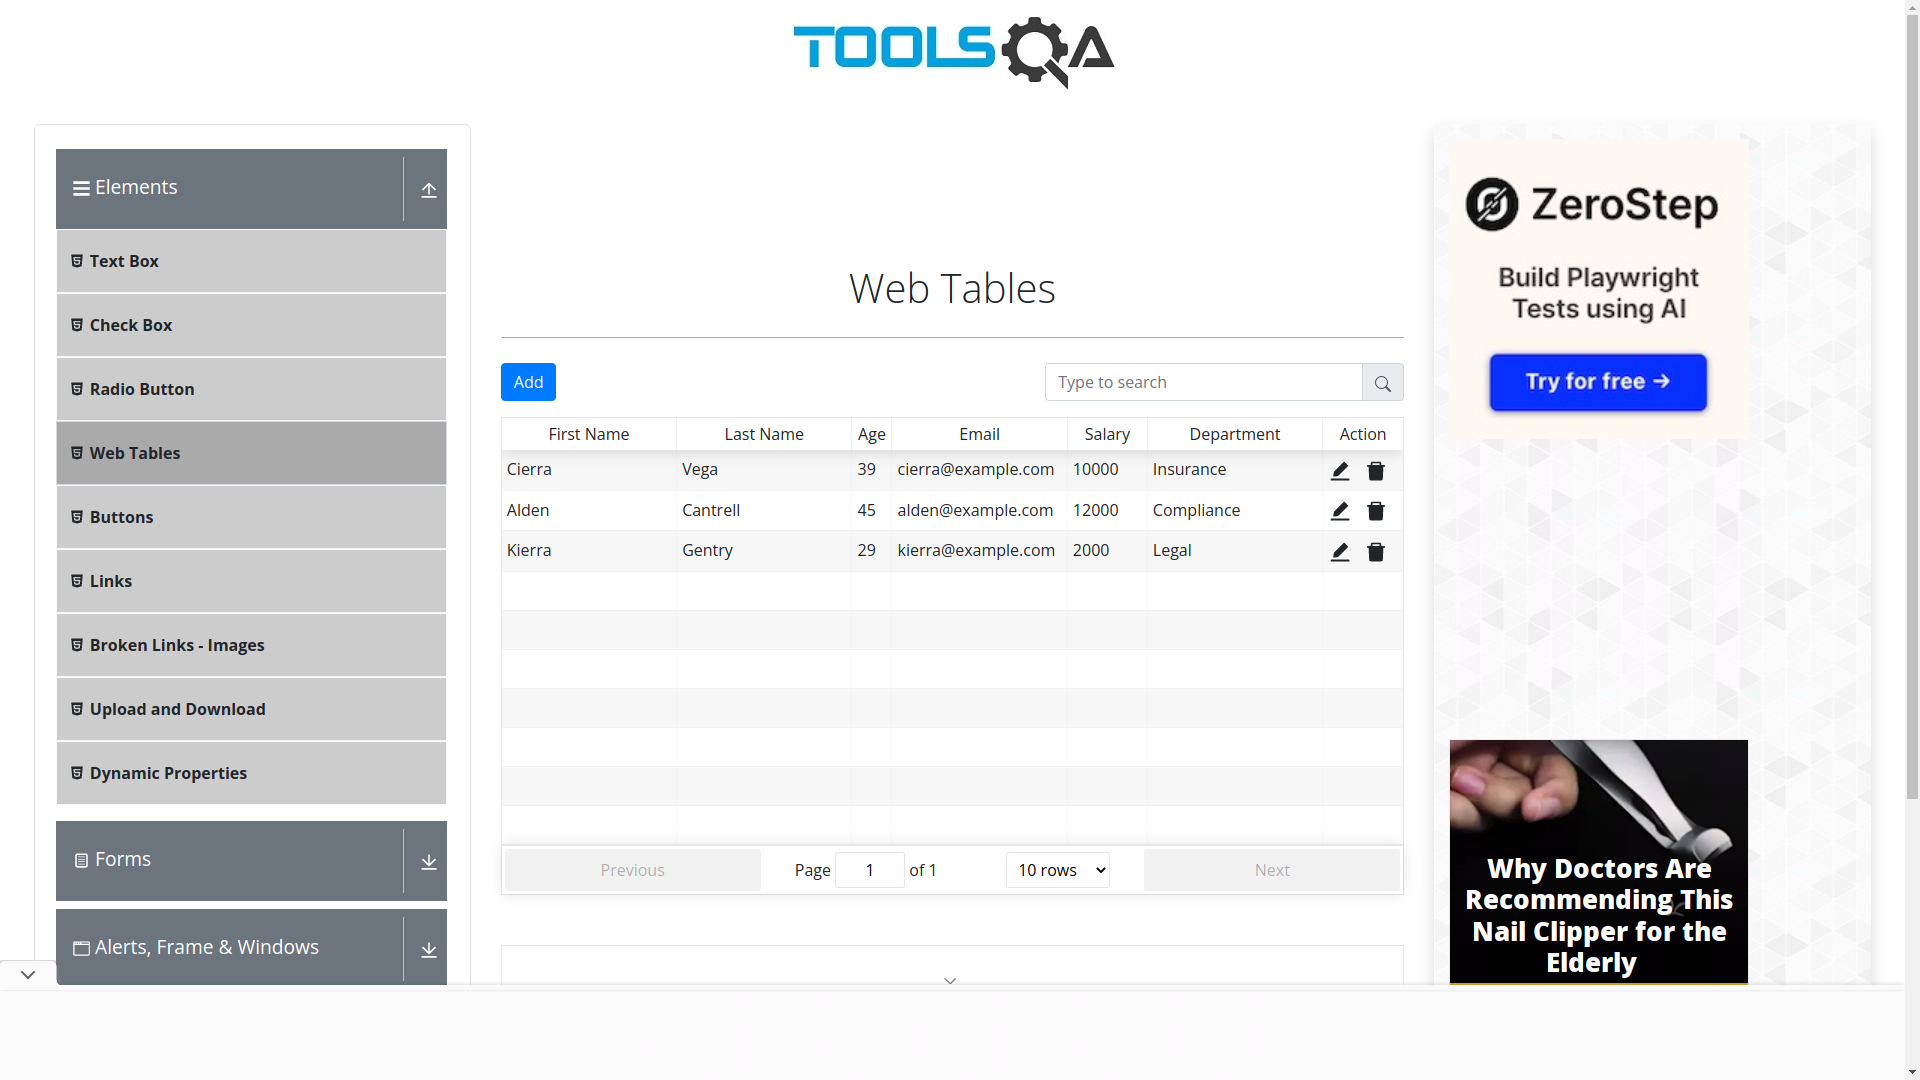 TOOLSQA
Elements
Text Box
Check Box
Radio Button
Web Tables
Buttons
Links
Broken Links - Images
Upload and Download
Dynamic Properties
Forms
Alerts, Frame & Windows
Web Tables
Add
Type to search
First Name Last Name Age Email Salary Department Action
Cierra Vega 39 cierra@example.com 10000 Insurance
Alden Cantrell 45 alden@example.com 12000 Compliance
Kierra Gentry 29 kierra@example.com 2000 Legal
Previous Page 1 of 1 10 rows Next
ZeroStep
Build Playwright
Tests using AI
Try for free →
Why Doctors Are
Recommending This
Nail Clipper for the
Elderly